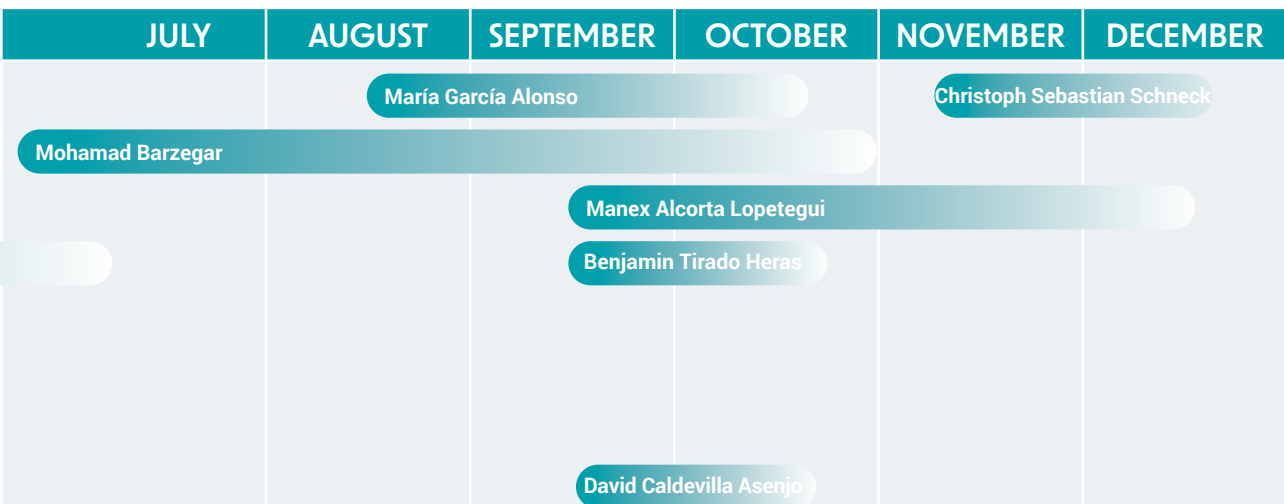 JULY AUGUST SEPTEMBER OCTOBER NOVEMBER DECEMBER
María García Alonso Christoph Sebastian Schneck
Mohamad Barzegar
Manex Alcorta Lopetegui
Benjamin Tirado Heras
David Caldevilla Asenjo